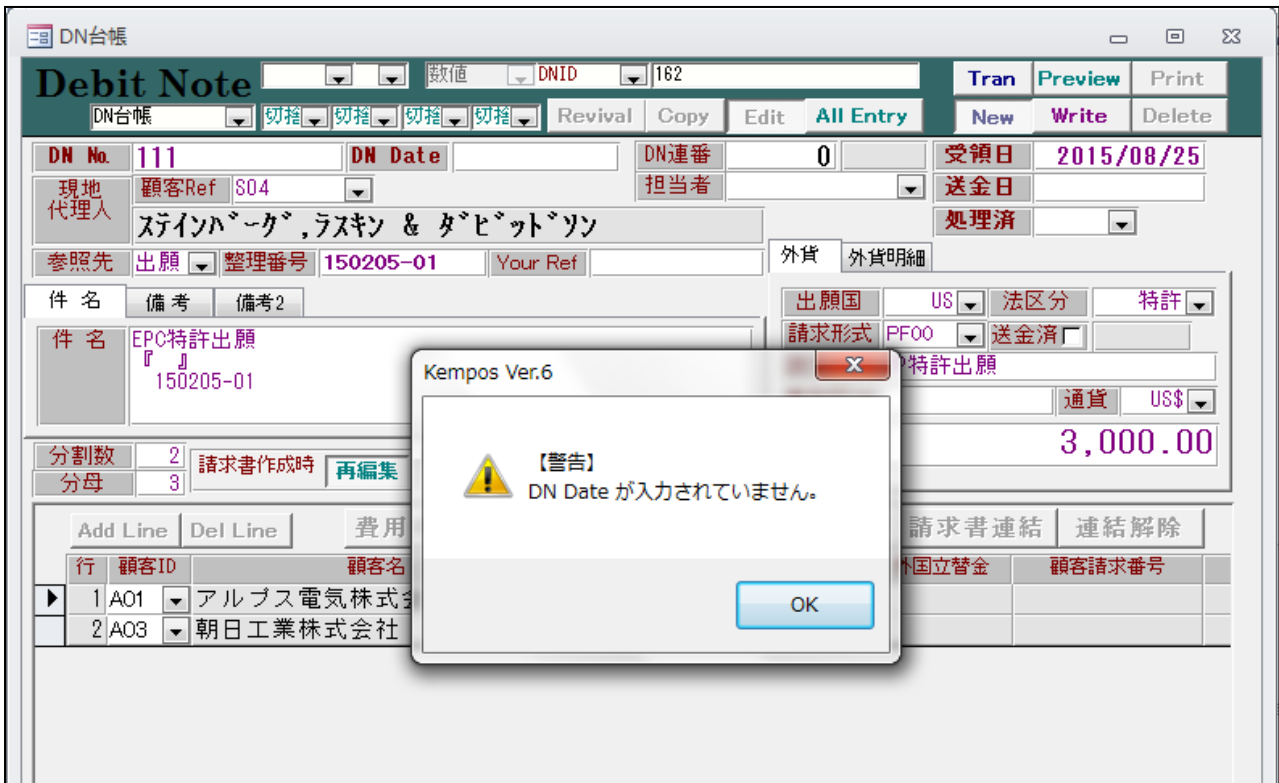 DN台帳
Debit Note 数値 DNID 162 Tran Preview Print
DN台帳 切捨 切捨 切捨 切捨 Revival Copy Edit All Entry New Write Delete
DN No. 111 DN Date DN連番 0 受領日 2015/08/25
現地代理人 顧客Ref S04 担当者 送金日
ステインバーグ,ラスキン & ダビットソン 処理済
参照先 出願 整理番号 150205-01 Your Ref 外貨 外貨明細
件 名 備 考 備考2 出願国 US 法区分 特許
件 名 EPC特許出願 請求形式 PF00 送金済
『 』 特許出願
150205-01
通貨 US$
3,000.00
分割数 2 請求書作成時 再編集
分母 3
Kempos Ver.6
【警告】
DN Date が入力されていません。
OK
Add Line Del Line 費用 請求書連結 連結解除
行 顧客ID 顧客名 国立替金 顧客請求番号
1 A01 アルプス電気株式
2 A03 朝日工業株式会社